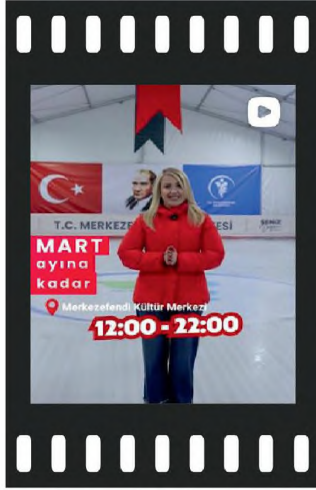 T.C. MERKEZE
ESİ
MART
ayına
kadar
Merkezefendi Kültür Merkezi
12:00 - 22:00